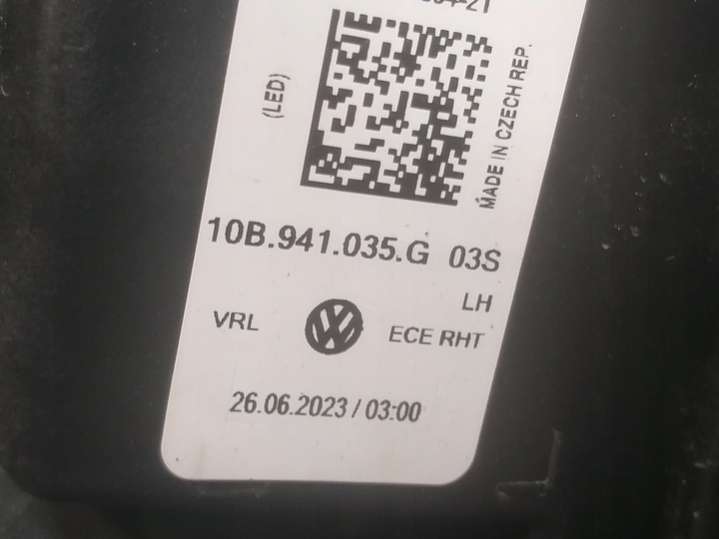 (LED)
MADE IN CZECH REP.
10B.941.035.G 03S
LH
VRL
ECE RHT
26.06.2023 / 03:00